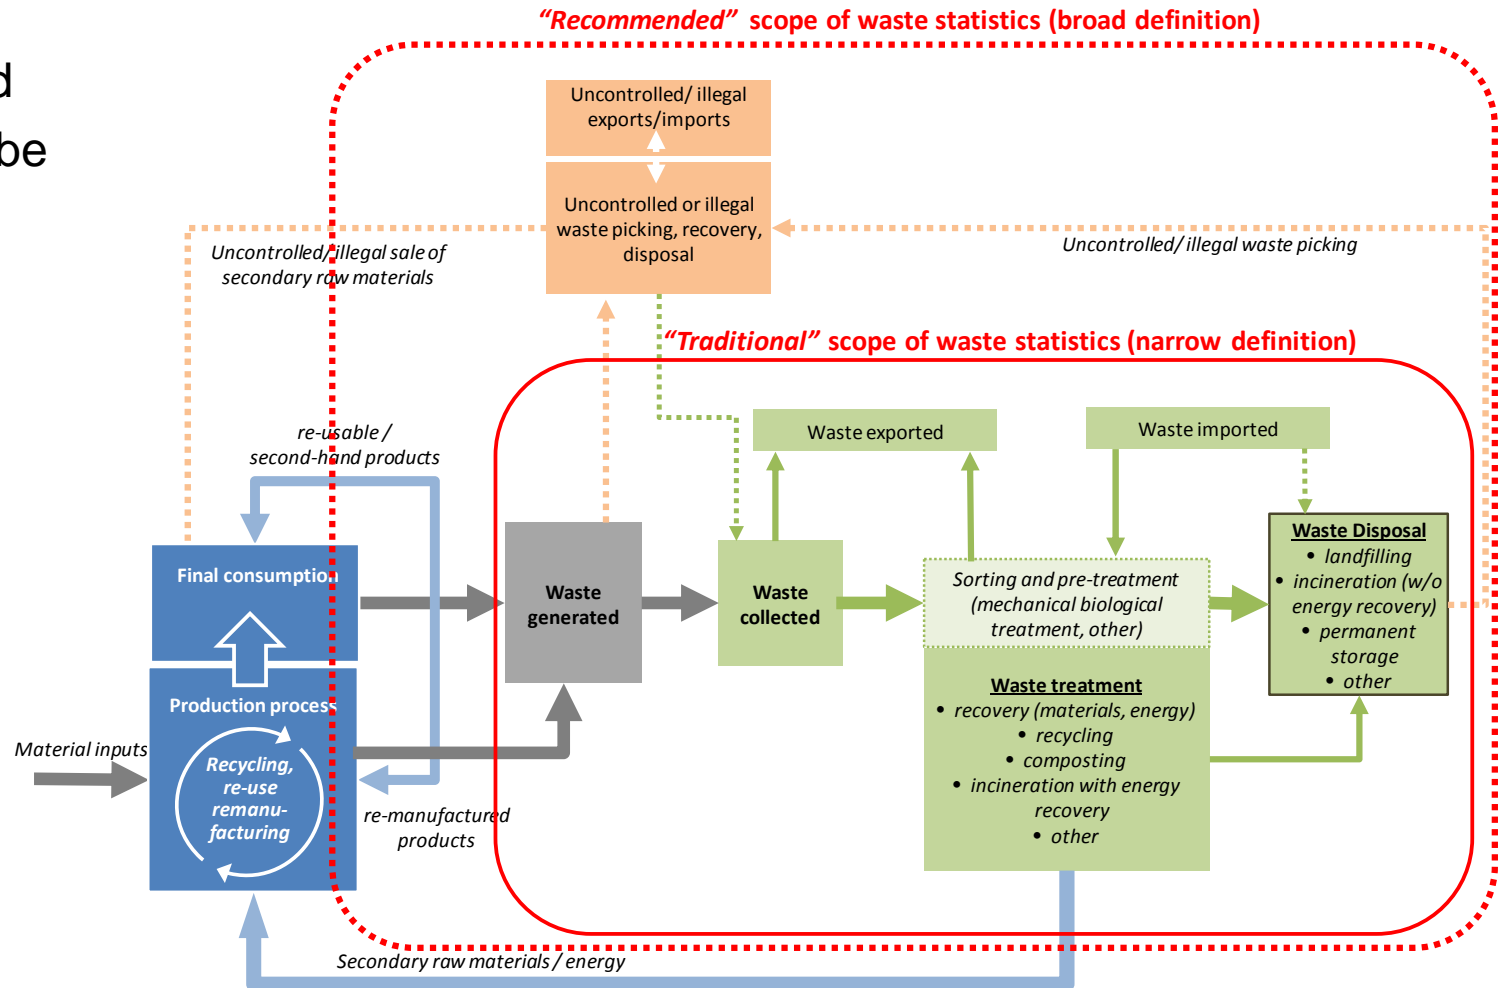 “Recommended” scope of waste statistics (broad definition)
d
be
Uncontrolled/ illegal
exports/imports
Uncontrolled or illegal
waste picking, recovery,
disposal
Uncontrolled/ illegal sale of
secondary raw materials
Uncontrolled/ illegal waste picking
“Traditional” scope of waste statistics (narrow definition)
re-usable /
second-hand products
Waste exported
Waste imported
Final consumption
Waste
generated
Waste
collected
Sorting and pre-treatment
(mechanical biological
treatment, other)
Waste Disposal
• landfilling
• incineration (w/o
energy recovery)
• permanent
storage
• other
Production process
Material inputs
Recycling,
re-use
remanu-
facturing
re-manufactured
products
Waste treatment
• recovery (materials, energy)
• recycling
• composting
• incineration with energy
recovery
• other
Secondary raw materials / energy